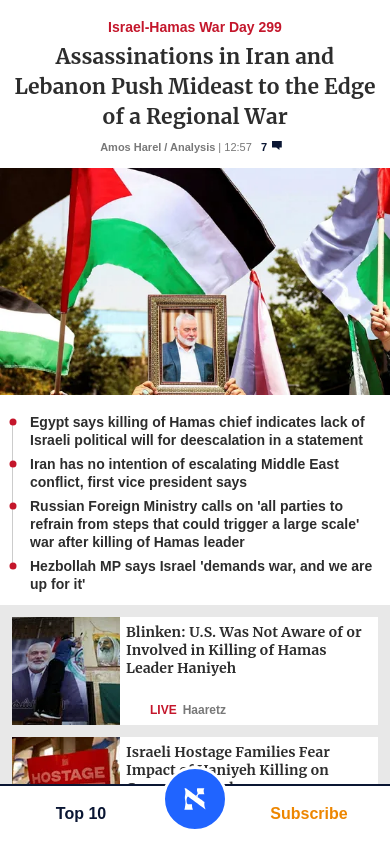 Israel-Hamas War Day 299
Assassinations in Iran and
Lebanon Push Mideast to the Edge
of a Regional War
Amos Harel / Analysis | 12:57 7
Egypt says killing of Hamas chief indicates lack of
Israeli political will for deescalation in a statement
Iran has no intention of escalating Middle East
conflict, first vice president says
Russian Foreign Ministry calls on 'all parties to
refrain from steps that could trigger a large scale'
war after killing of Hamas leader
Hezbollah MP says Israel 'demands war, and we are
up for it'
Blinken: U.S. Was Not Aware of or
Involved in Killing of Hamas
Leader Haniyeh
LIVE Haaretz
HOSTAGE
Israeli Hostage Families Fear
Impact Haniyeh Killing on
Top 10
Subscribe